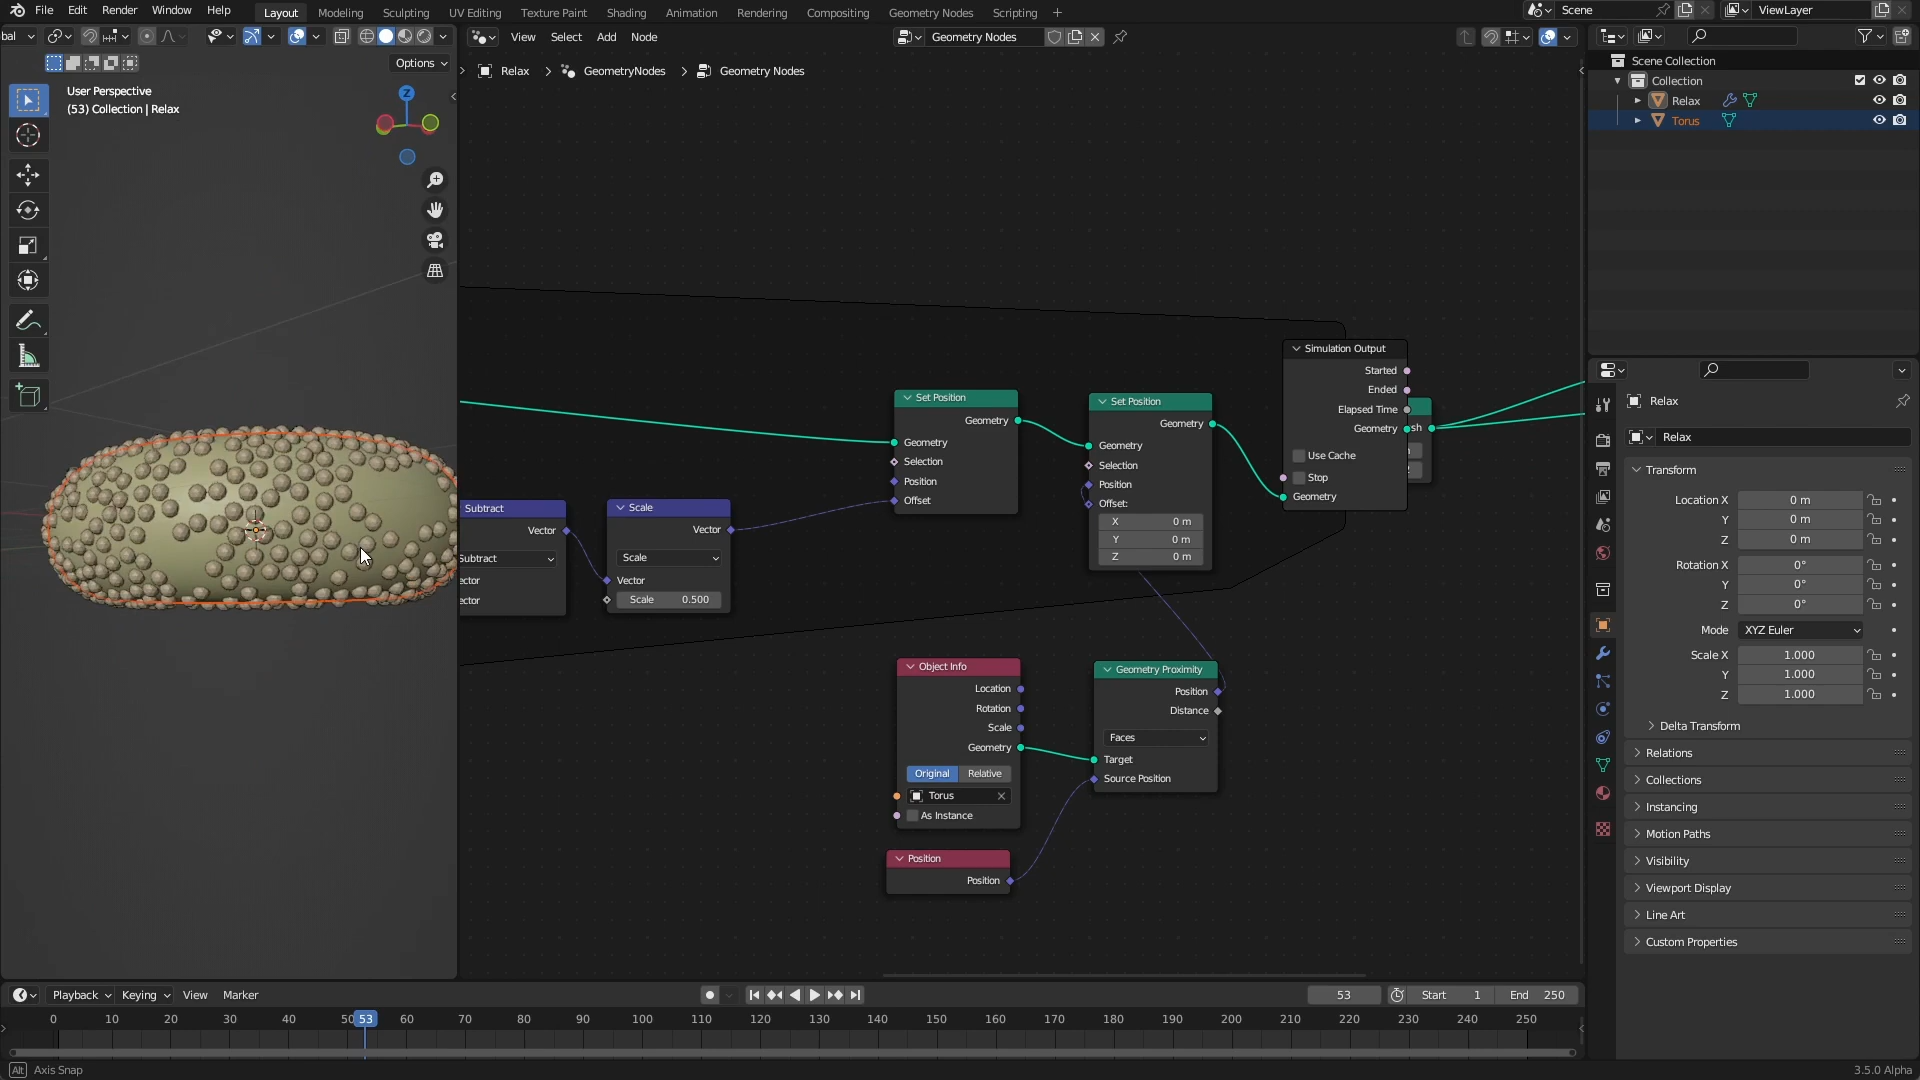 File Edit Render Window Help Layout Modeling Sculpting UV Editing Texture Paint Shading Animation Rendering Compositing Geometry Nodes Scripting + Scene ViewLayer
bal View Select Add Node Geometry Nodes
Options
Relax > GeometryNodes > Geometry Nodes
User Perspective
(53) Collection | Relax
Z
Scene Collection
Collection
Relax
Torus
Subtract
Vector
Subtract
ector
ector
Scale
Vector
Scale
Vector
Scale 0.500
Set Position
Geometry
Geometry
Selection
Position
Offset
Set Position
Geometry
Geometry
Selection
Position
Offset:
X 0 m
Y 0 m
Z 0 m
Simulation Output
Started
Ended
Elapsed Time
Geometry
sh
Use Cache
Stop
Geometry
Object Info
Location
Rotation
Scale
Geometry
Original Relative
Torus
As Instance
Geometry Proximity
Position
Distance
Faces
Target
Source Position
Position
Position
Relax
Relax
Transform
Location X 0 m
Y 0 m
Z 0 m
Rotation X 0°
Y 0°
Z 0°
Mode XYZ Euler
Scale X 1.000
Y 1.000
Z 1.000
Delta Transform
Relations
Collections
Instancing
Motion Paths
Visibility
Viewport Display
Line Art
Custom Properties
Playback Keying View Marker 53 Start 1 End 250
0 10 20 30 40 50 53 60 70 80 90 100 110 120 130 140 150 160 170 180 190 200 210 220 230 240 250
Alt Axis Snap 3.5.0 Alpha